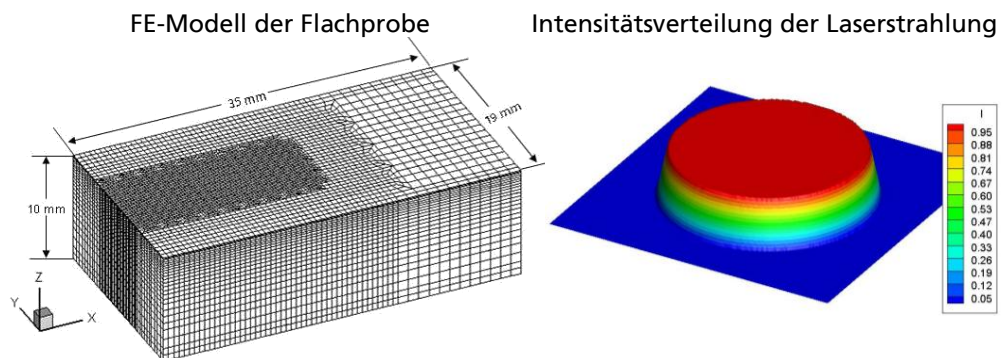 FE-Modell der Flachprobe
35 mm
19 mm
10 mm
Z
Y
X
Intensitätsverteilung der Laserstrahlung
I
0.95
0.88
0.81
0.74
0.67
0.60
0.53
0.47
0.40
0.33
0.26
0.19
0.12
0.05